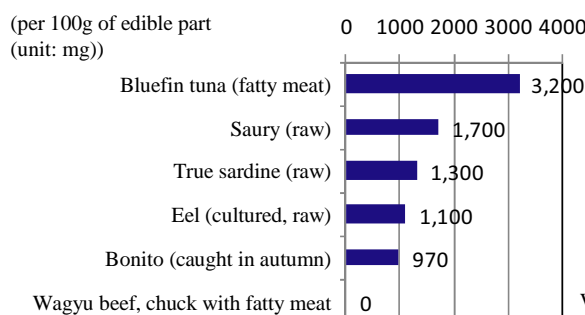 (per 100g of edible part
(unit: mg))
0 1000 2000 3000 4000
Bluefin tuna (fatty meat) 3,200
Saury (raw) 1,700
True sardine (raw) 1,300
Eel (cultured, raw) 1,100
Bonito (caught in autumn) 970
Wagyu beef, chuck with fatty meat 0